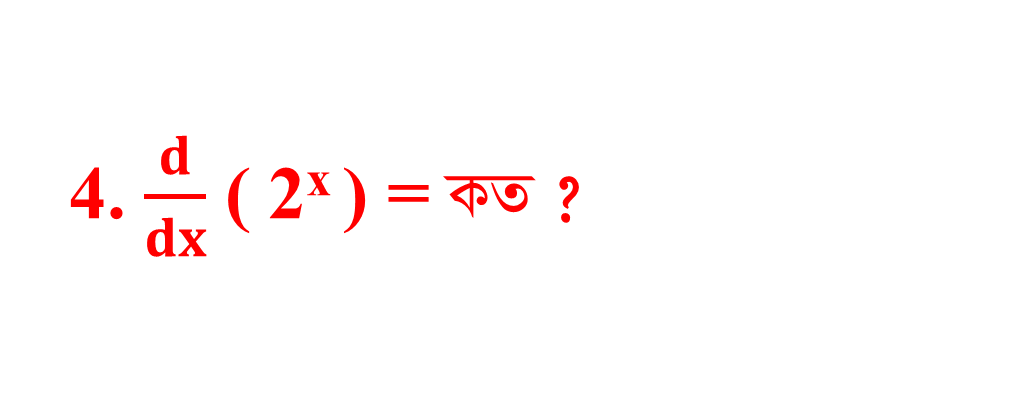 4. d/dx ( 2ˣ ) = কত ?